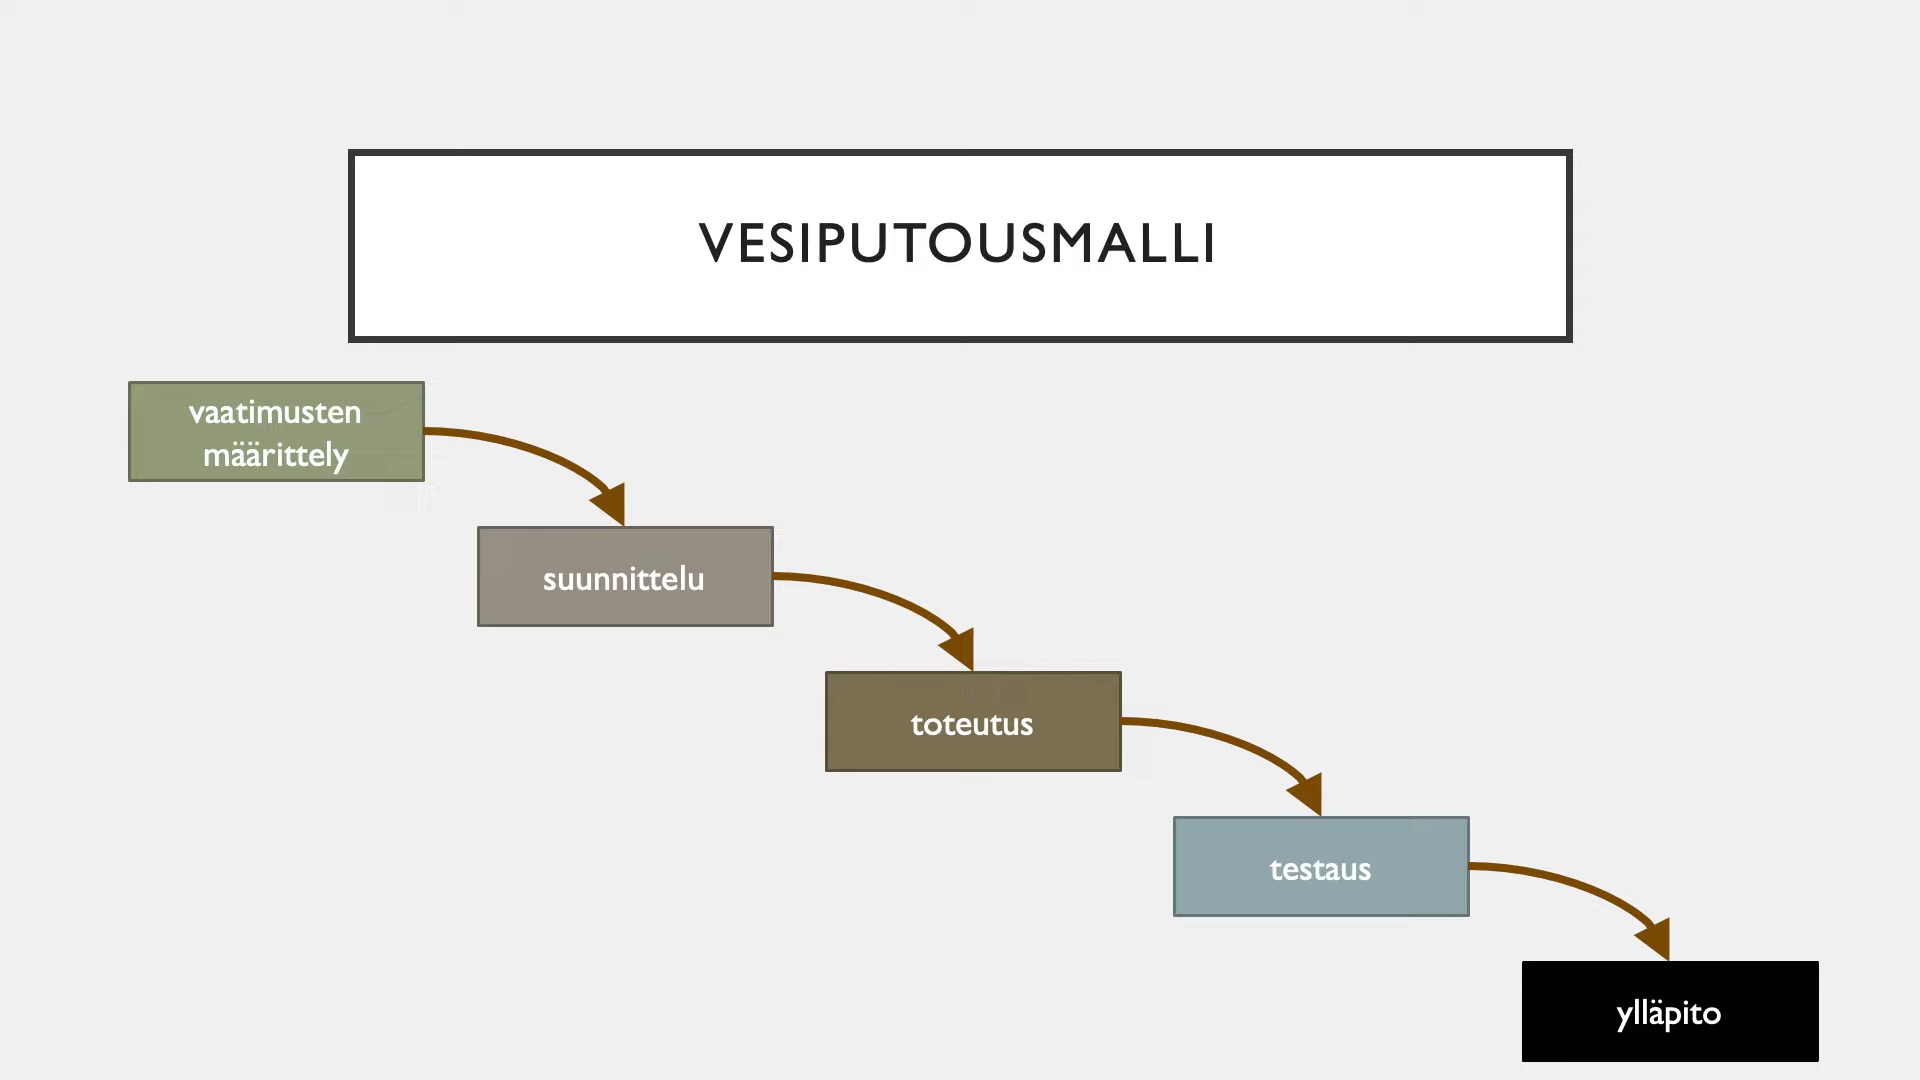 VESIPUTOUSMALLI
vaatimusten
määrittely
suunnittelu
toteutus
testaus
ylläpito